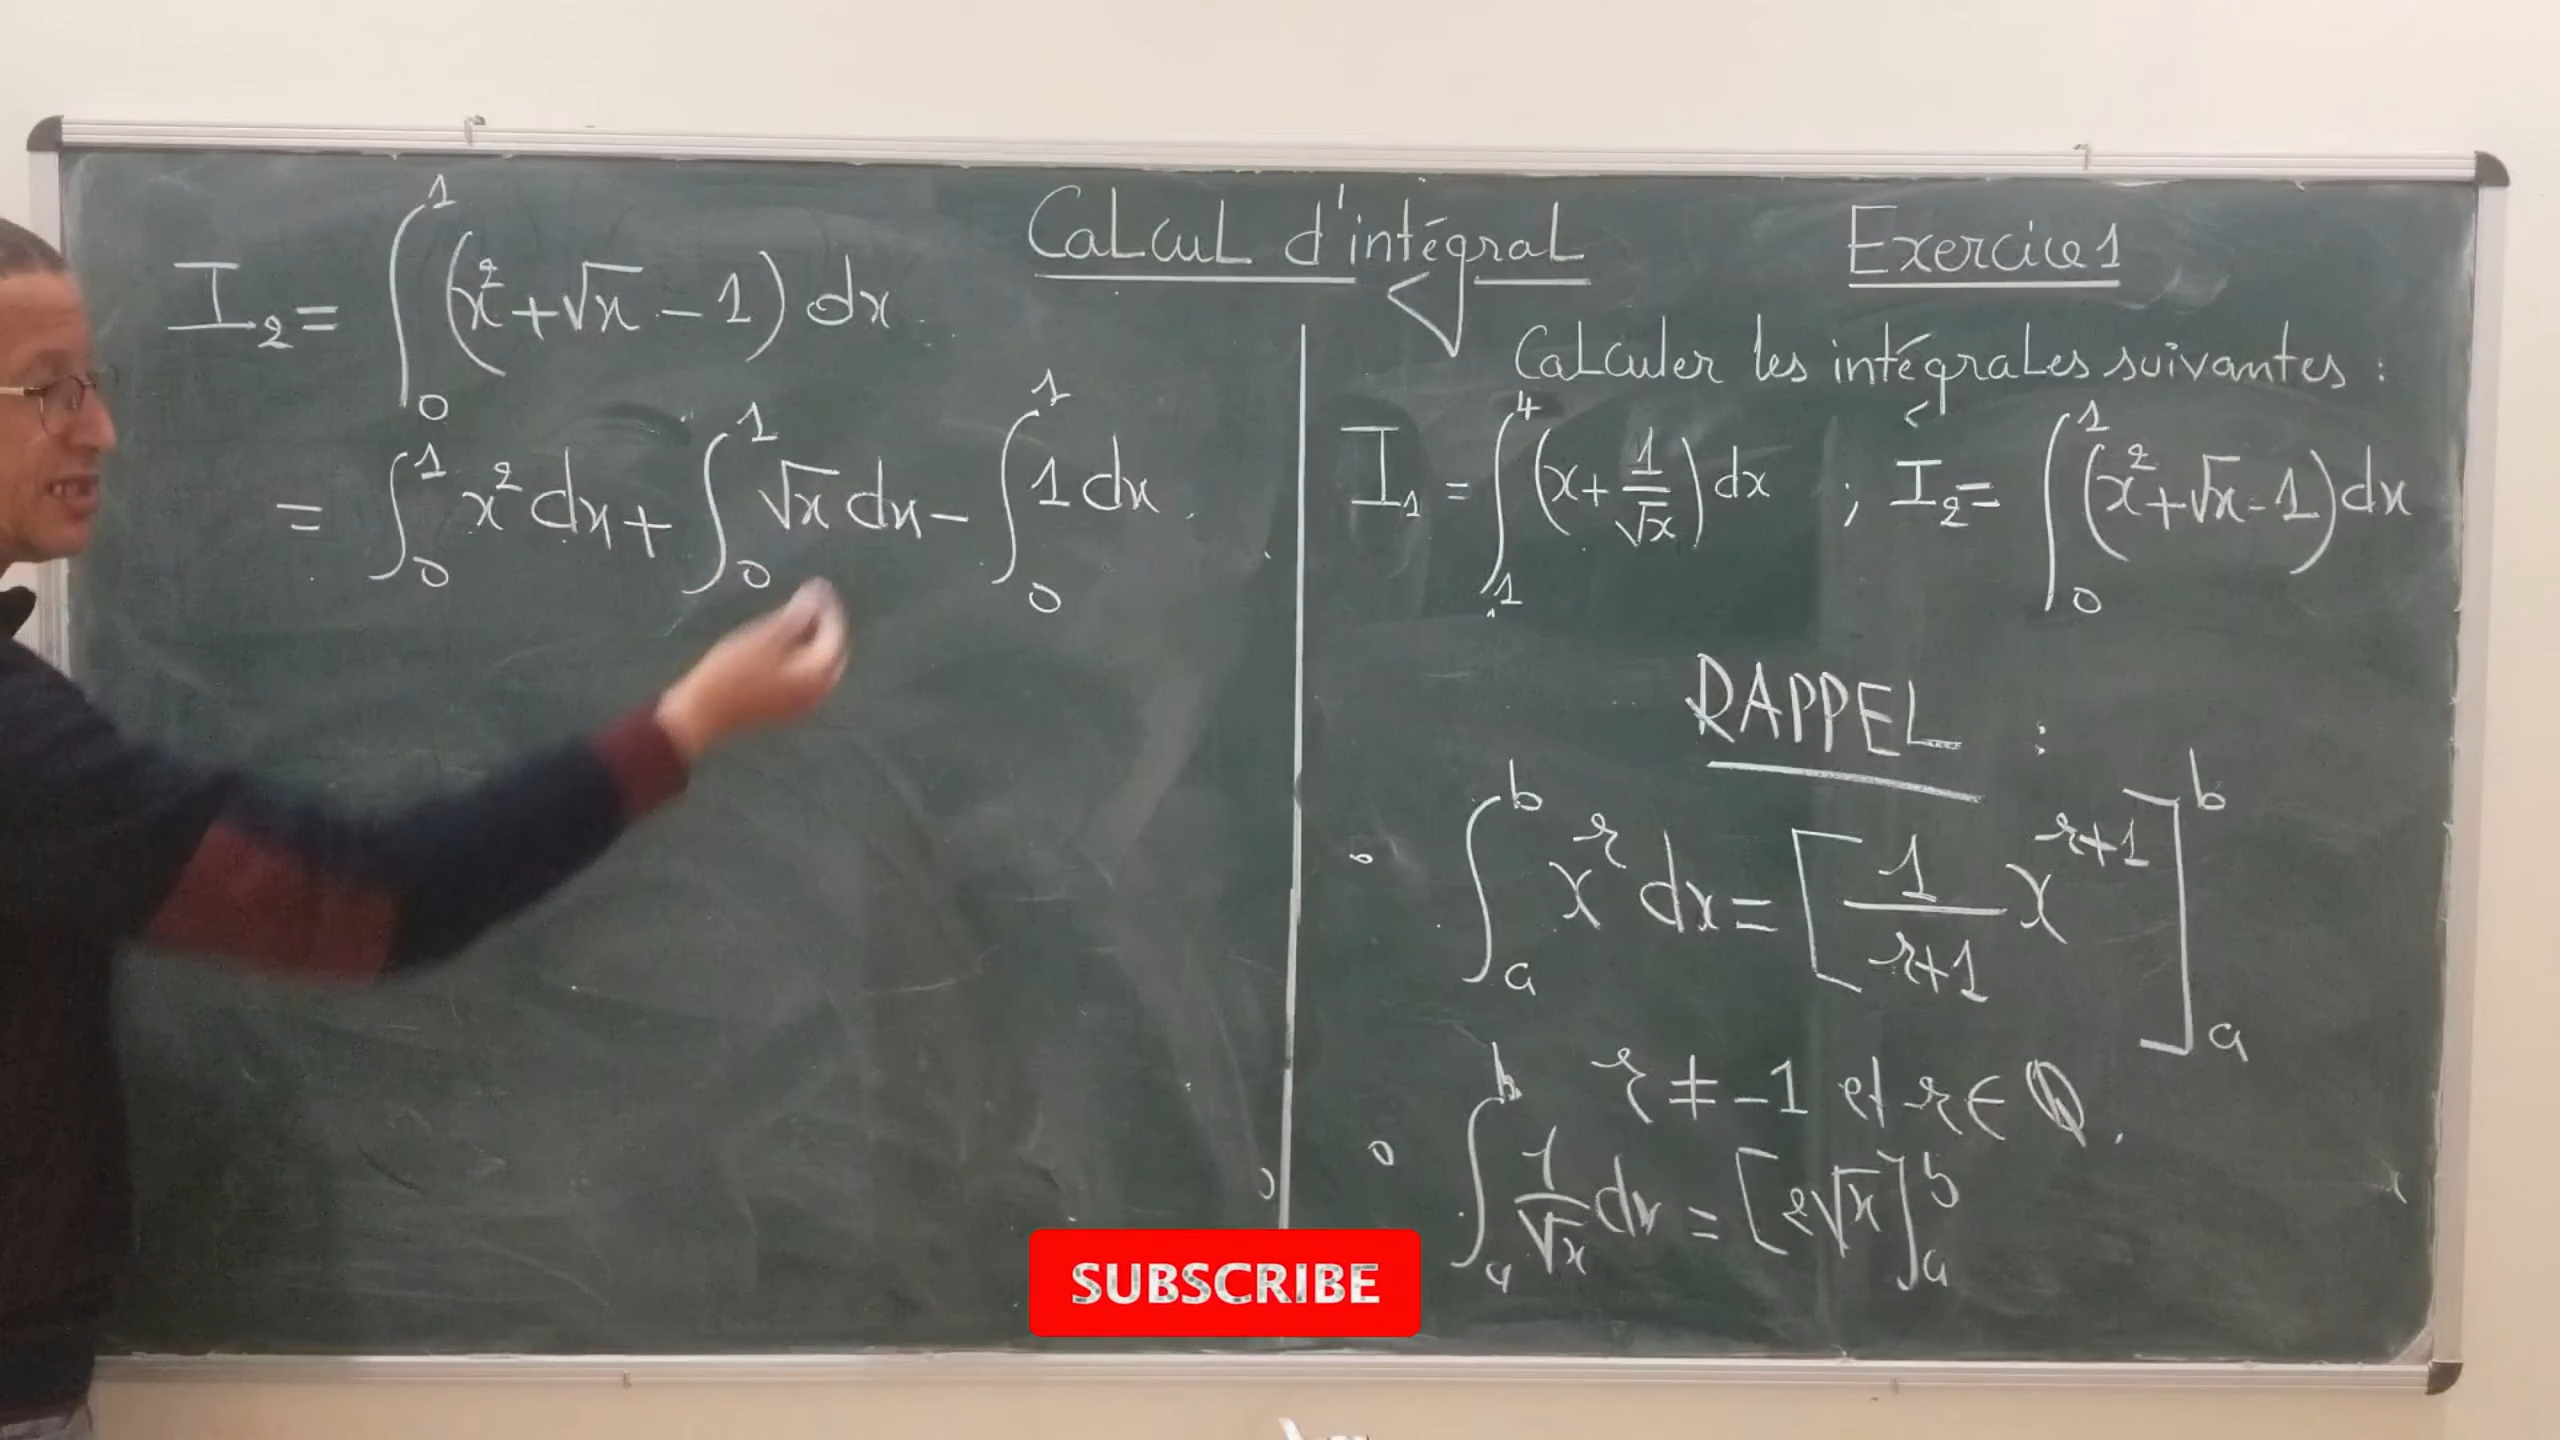 Calcul d'intégral
I₂ = ∫₀¹ (x² + √x - 1) dx
= ∫₀¹ x² dx + ∫₀¹ √x dx - ∫₀¹ 1 dx
Exercice 1
Calculer les intégrales suivantes :
I₁ = ∫₁⁴ (x + 1/√x) dx ; I₂ = ∫₀¹ (x² + √x - 1) dx
RAPPEL :
∫ₐᵇ xʳ dx = [1/(r+1) xʳ⁺¹]ₐᵇ
r ≠ -1 et r ∈ ℚ.
∫ₐᵇ 1/√x dx = [2√x]ₐᵇ
SUBSCRIBE